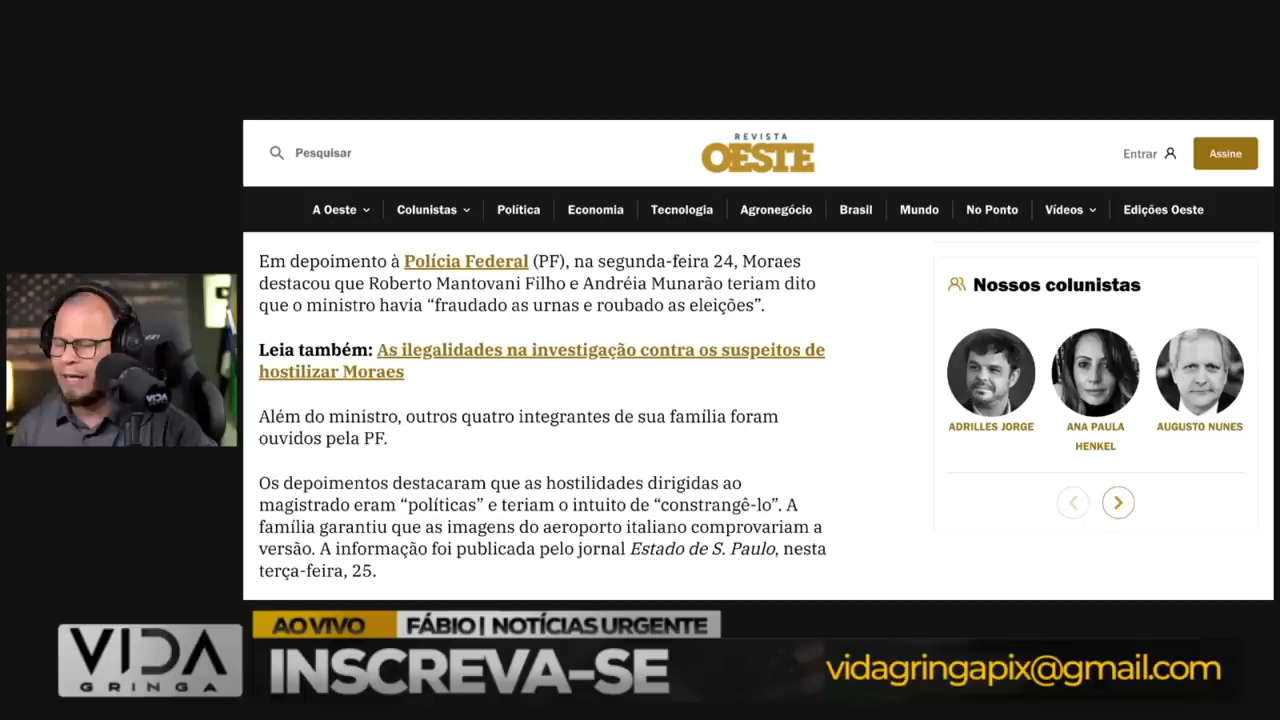 REVISTA
OESTE
Pesquisar
Entrar
Assine
A Oeste
Colunistas
Política
Economia
Tecnologia
Agronegócio
Brasil
Mundo
No Ponto
Vídeos
Edições Oeste
Em depoimento à Polícia Federal (PF), na segunda-feira 24, Moraes
destacou que Roberto Mantovani Filho e Andréia Munarão teriam dito
que o ministro havia “fraudado as urnas e roubado as eleições”.
Leia também: As ilegalidades na investigação contra os suspeitos de
hostilizar Moraes
Além do ministro, outros quatro integrantes de sua família foram
ouvidos pela PF.
Os depoimentos destacaram que as hostilidades dirigidas ao
magistrado eram “políticas” e teriam o intuito de “constrangê-lo”. A
família garantiu que as imagens do aeroporto italiano comprovariam a
versão. A informação foi publicada pelo jornal Estado de S. Paulo, nesta
terça-feira, 25.
Nossos colunistas
ADRILLES JORGE
ANA PAULA
HENKEL
AUGUSTO NUNES
VIDA
VIDA
GRINGA
AO VIVO
FÁBIO | NOTÍCIAS URGENTE
INSCREVA-SE
vidagringapix@gmail.com